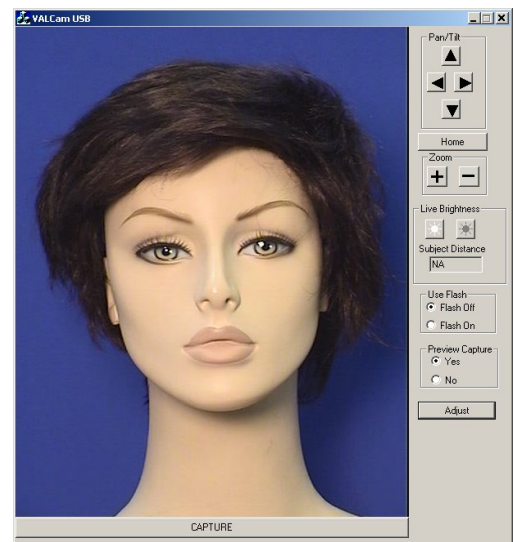 VALCam USB
Pan/Tilt
Home
Zoom
Live Brightness
Subject Distance
NA
Use Flash
Flash Off
Flash On
Preview Capture
Yes
No
Adjust
CAPTURE